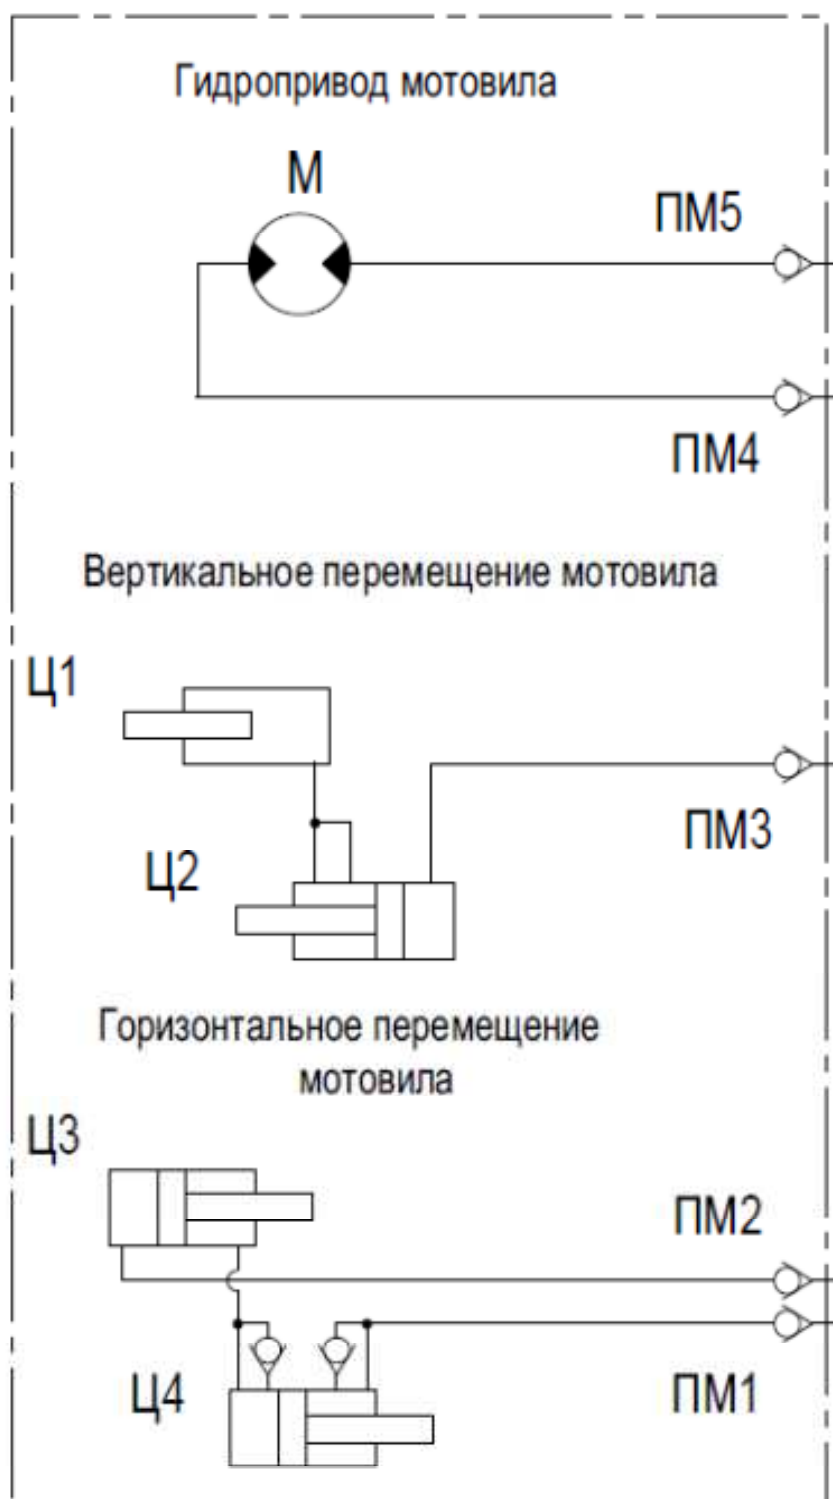 Гидропривод мотовила
М
ПМ5
ПМ4
Вертикальное перемещение мотовила
Ц1
ПМ3
Ц2
Горизонтальное перемещение
мотовила
Ц3
ПМ2
Ц4
ПМ1